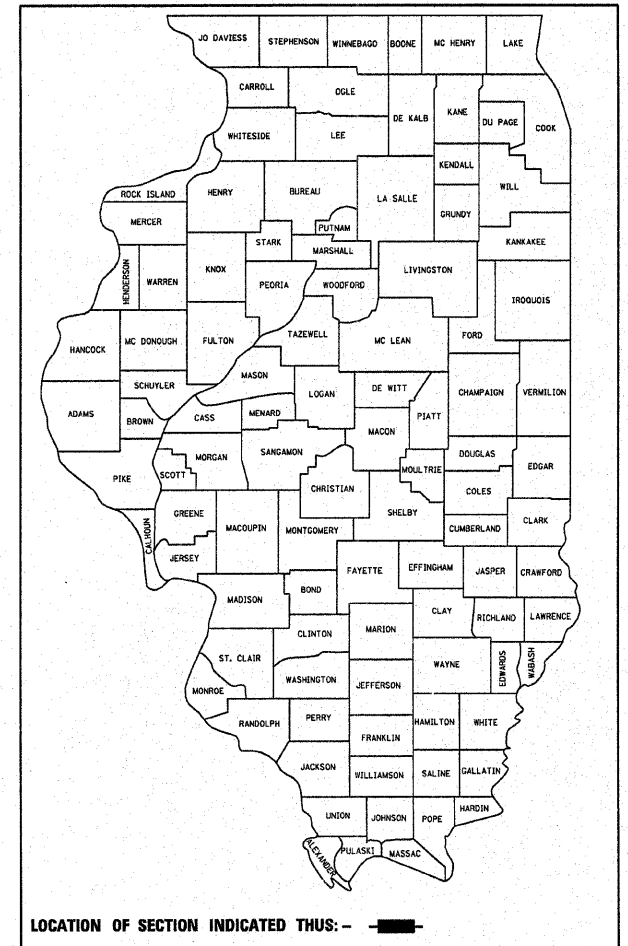 JO DAVIESS STEPHENSON WINNEBAGO BOONE MC HENRY LAKE
CARROLL OGLE DE KALB KANE DU PAGE COOK
WHITESIDE LEE KENDALL WILL
ROCK ISLAND HENRY BUREAU LA SALLE GRUNDY
MERCER STARK PUTNAM MARSHALL KANKAKEE
HENDERSON WARREN KNOX PEORIA WOODFORD LIVINGSTON IROQUOIS
HANCOCK MC DONOUGH FULTON TAZEWELL MC LEAN FORD
SCHUYLER MASON LOGAN DE WITT CHAMPAIGN VERMILION
ADAMS BROWN CASS MENARD MACON PIATT
PIKE SCOTT MORGAN SANGAMON MOULTRIE DOUGLAS EDGAR
CHRISTIAN COLES
GREENE MACOUPIN MONTGOMERY SHELBY CUMBERLAND CLARK
CALHOUN JERSEY FAYETTE EFFINGHAM JASPER CRAWFORD
MADISON BOND CLAY RICHLAND LAWRENCE
CLINTON MARION
ST. CLAIR WAYNE EDWARDS WABASH
MONROE WASHINGTON JEFFERSON
RANDOLPH PERRY FRANKLIN HAMILTON WHITE
JACKSON WILLIAMSON SALINE GALLATIN
UNION JOHNSON POPE HARDIN
ALEXANDER PULASKI MASSAC
LOCATION OF SECTION INDICATED THUS: -